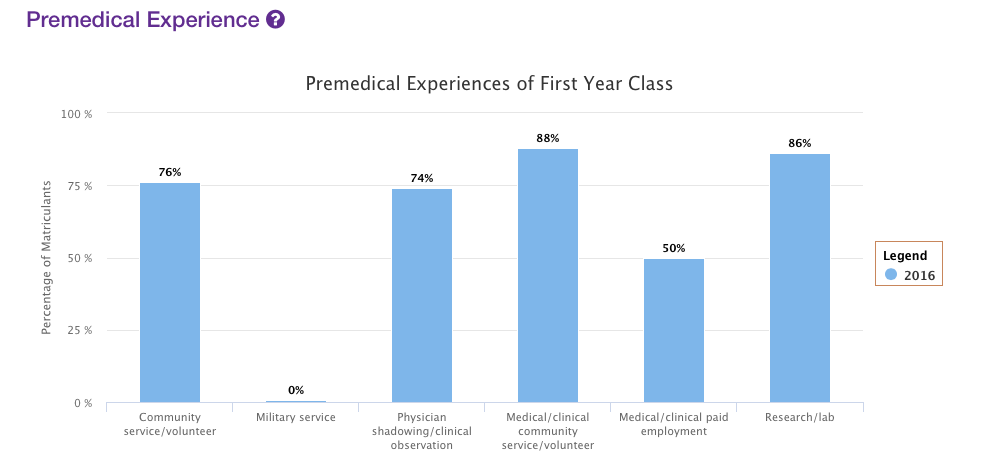 Premedical Experience ?
Premedical Experiences of First Year Class
Percentage of Matriculants
100 %
75 %
50 %
25 %
0 %
76%
0%
74%
88%
50%
86%
Community
service/volunteer
Military service
Physician
shadowing/clinical
observation
Medical/clinical
community
service/volunteer
Medical/clinical paid
employment
Research/lab
Legend
2016